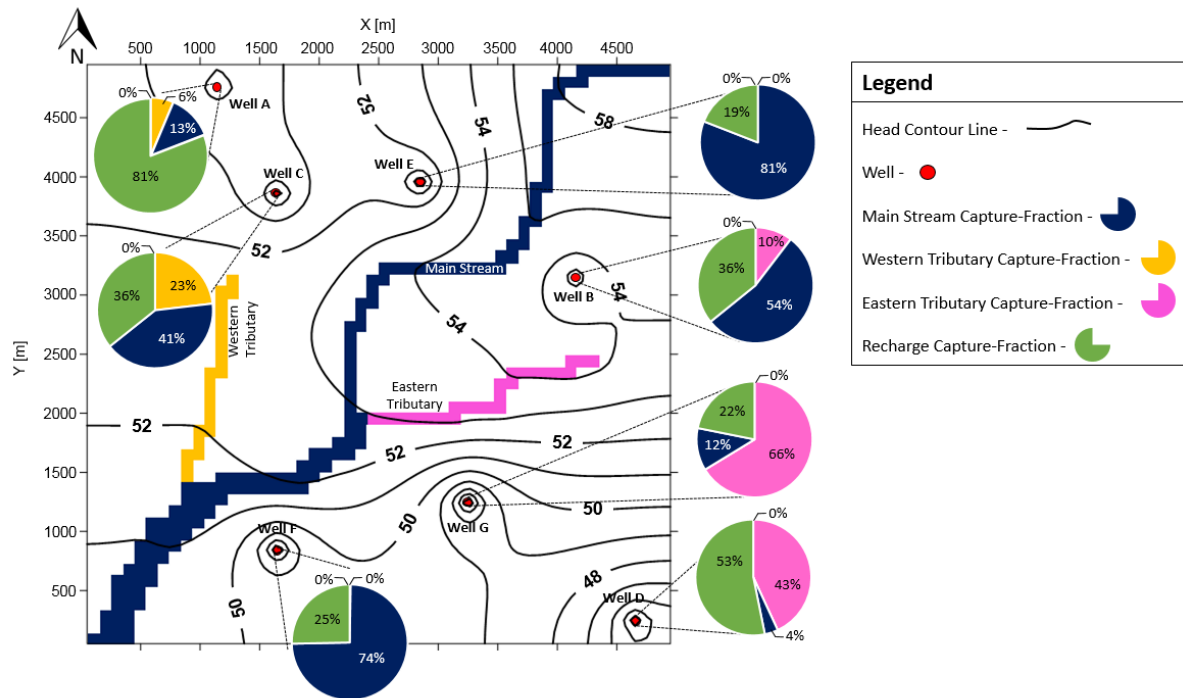 X [m]
500 1000 1500 2000 2500 3000 3500 4000 4500
N
Y [m]
4500
4000
3500
3000
2500
2000
1500
1000
500
Well A
0%
6%
13%
81%
Well C
0%
23%
36%
41%
Well E
0%
0%
19%
81%
Well B
0%
10%
36%
54%
Well G
0%
22%
12%
66%
Well D
0%
53%
43%
4%
Well F
0%
0%
25%
74%
52
54
58
52
54
54
52
52
52
50
50
50
48
Main Stream
Western
Tributary
Eastern
Tributary
Legend
Head Contour Line -
Well -
Main Stream Capture-Fraction -
Western Tributary Capture-Fraction -
Eastern Tributary Capture-Fraction -
Recharge Capture-Fraction -